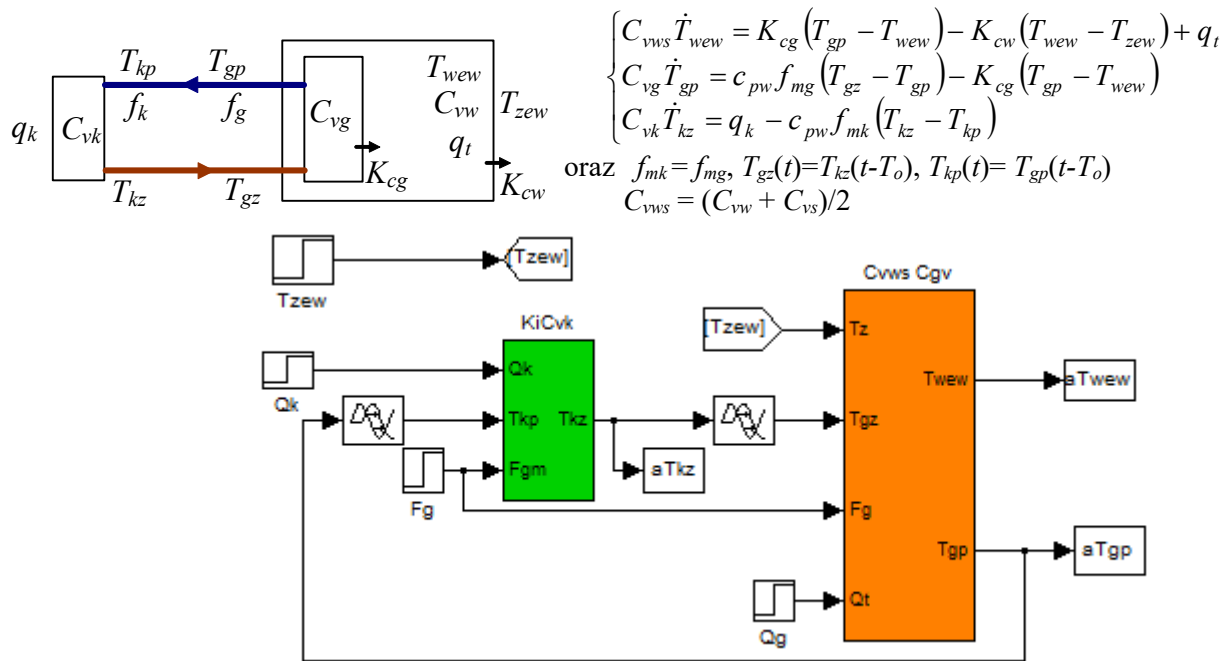 T_kp T_gp
f_k f_g
q_k C_vk
T_kz T_gz
C_vg
K_cg
T_wew
C_vw
q_t
T_zew
K_cw
C_vws Ṫ_wew = K_cg (T_gp − T_wew) − K_cw (T_wew − T_zew) + q_t
C_vg Ṫ_gp = c_pw f_mg (T_gz − T_gp) − K_cg (T_gp − T_wew)
C_vk Ṫ_kz = q_k − c_pw f_mk (T_kz − T_kp)
oraz f_mk = f_mg, T_gz(t)=T_kz(t-T_o), T_kp(t)= T_gp(t-T_o)
C_vws = (C_vw + C_vs)/2
Tzew
[Tzew]
KiCvk
Qk
Tkp
Fgm
Tkz
Qk
Fg
aTkz
[Tzew]
Cvws Cgv
Tz
Tgz
Fg
Qt
Twew
Tgp
Qg
aTwew
aTgp